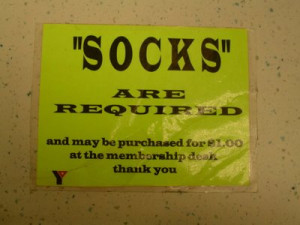 "SOCKS"
ARE
REQUIRED
and may be purchased for $1.00
at the membership desk
thank you
Y